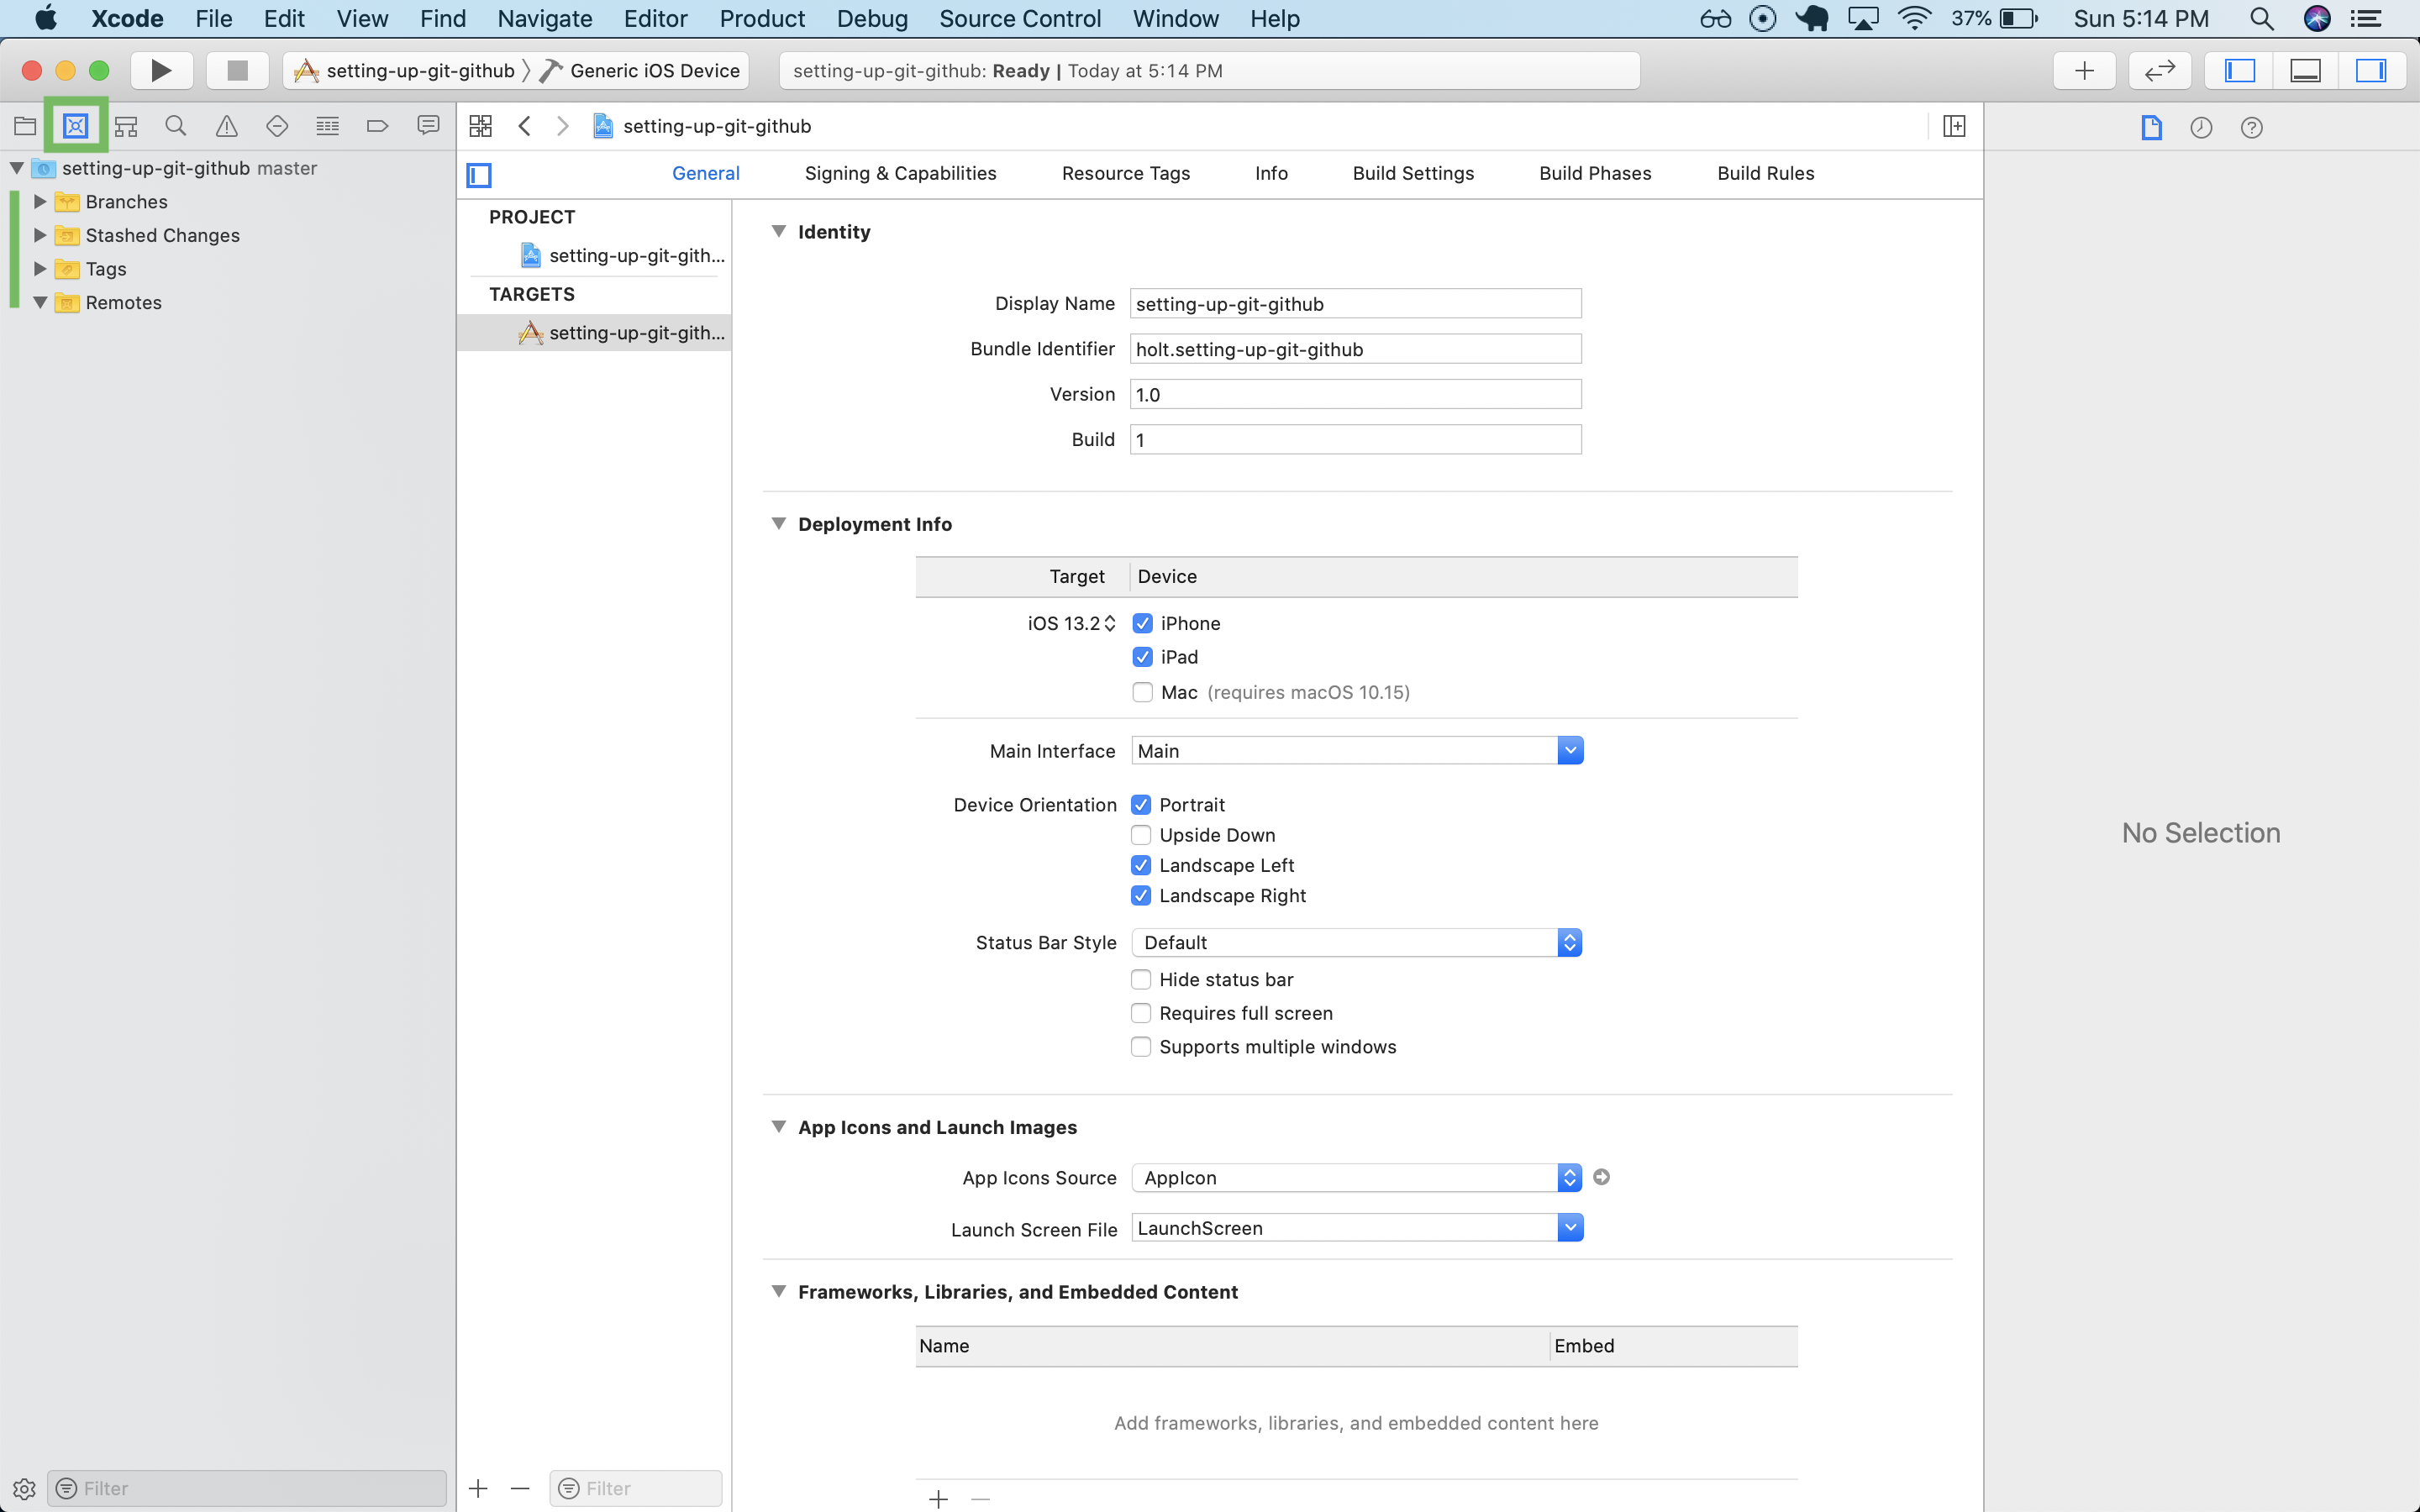 Xcode File Edit View Find Navigate Editor Product Debug Source Control Window Help 37% Sun 5:14 PM
setting-up-git-github Generic iOS Device setting-up-git-github: Ready | Today at 5:14 PM
setting-up-git-github
setting-up-git-github master
Branches
Stashed Changes
Tags
Remotes
General Signing & Capabilities Resource Tags Info Build Settings Build Phases Build Rules
PROJECT
setting-up-git-gith...
TARGETS
setting-up-git-gith...
Identity
Display Name setting-up-git-github
Bundle Identifier holt.setting-up-git-github
Version 1.0
Build 1
Deployment Info
Target Device
iOS 13.2 iPhone
iPad
Mac (requires macOS 10.15)
Main Interface Main
Device Orientation Portrait
Upside Down
Landscape Left
Landscape Right
Status Bar Style Default
Hide status bar
Requires full screen
Supports multiple windows
App Icons and Launch Images
App Icons Source AppIcon
Launch Screen File LaunchScreen
Frameworks, Libraries, and Embedded Content
Name Embed
Add frameworks, libraries, and embedded content here
No Selection
Filter
Filter